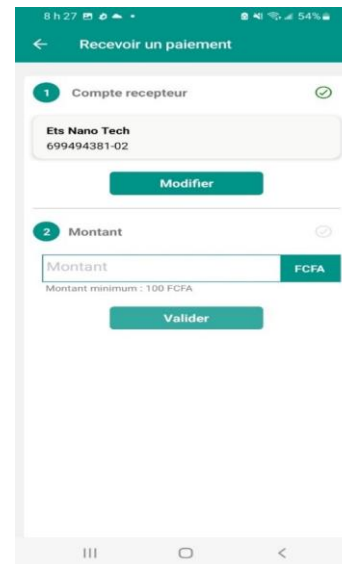 8 h 27 54%
Recevoir un paiement
1 Compte recepteur
Ets Nano Tech
699494381-02
Modifier
2 Montant
Montant FCFA
Montant minimum : 100 FCFA
Valider